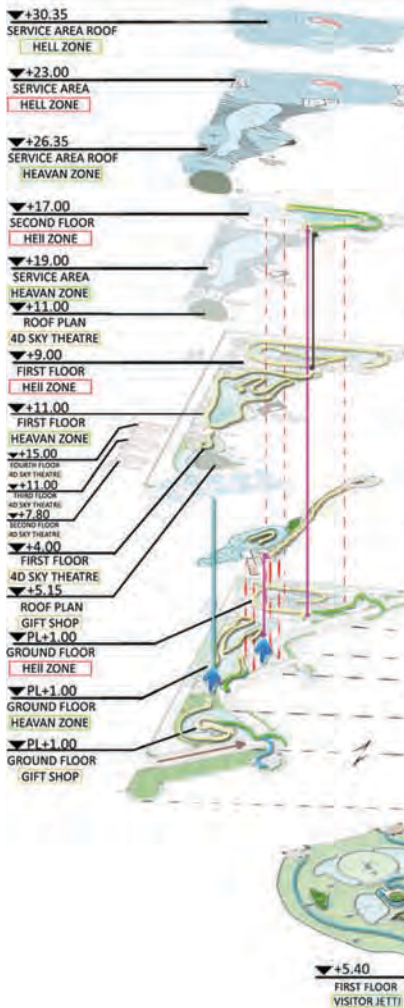 +30.35
SERVICE AREA ROOF
HELL ZONE
+23.00
SERVICE AREA
HELL ZONE
+26.35
SERVICE AREA ROOF
HEAVAN ZONE
+17.00
SECOND FLOOR
HEll ZONE
+19.00
SERVICE AREA
HEAVAN ZONE
+11.00
ROOF PLAN
4D SKY THEATRE
+9.00
FIRST FLOOR
HEll ZONE
+11.00
FIRST FLOOR
HEAVAN ZONE
+15.00
FOURTH FLOOR
4D SKY THEATRE
+11.00
THIRD FLOOR
4D SKY THEATRE
+7.80
SECOND FLOOR
4D SKY THEATRE
+4.00
FIRST FLOOR
4D SKY THEATRE
+5.15
ROOF PLAN
GIFT SHOP
PL+1.00
GROUND FLOOR
HEll ZONE
PL+1.00
GROUND FLOOR
HEAVAN ZONE
PL+1.00
GROUND FLOOR
GIFT SHOP
+5.40
FIRST FLOOR
VISITOR JETTI